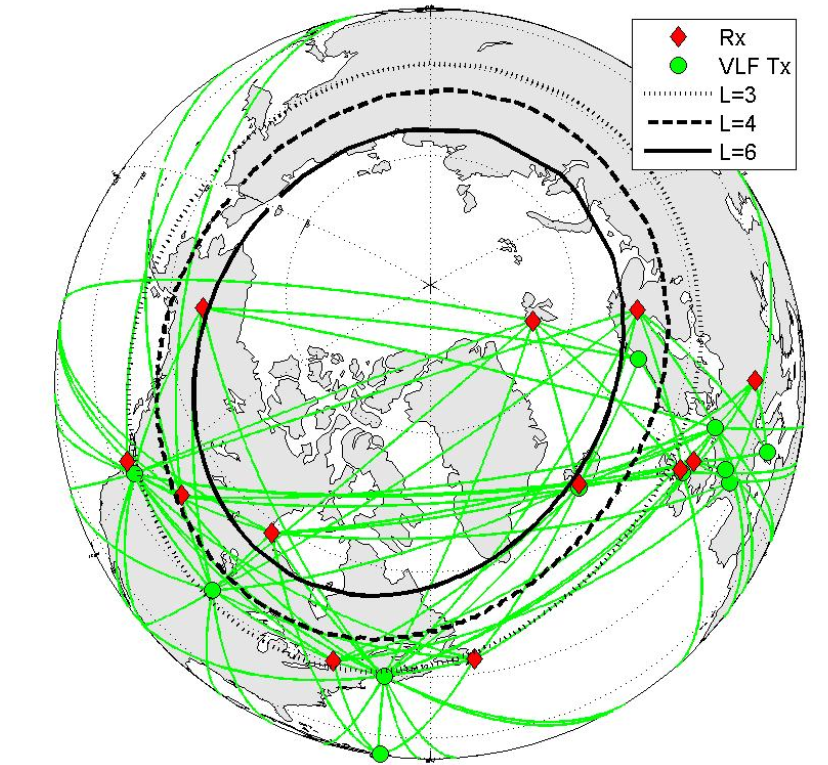 Rx
VLF Tx
L=3
L=4
L=6